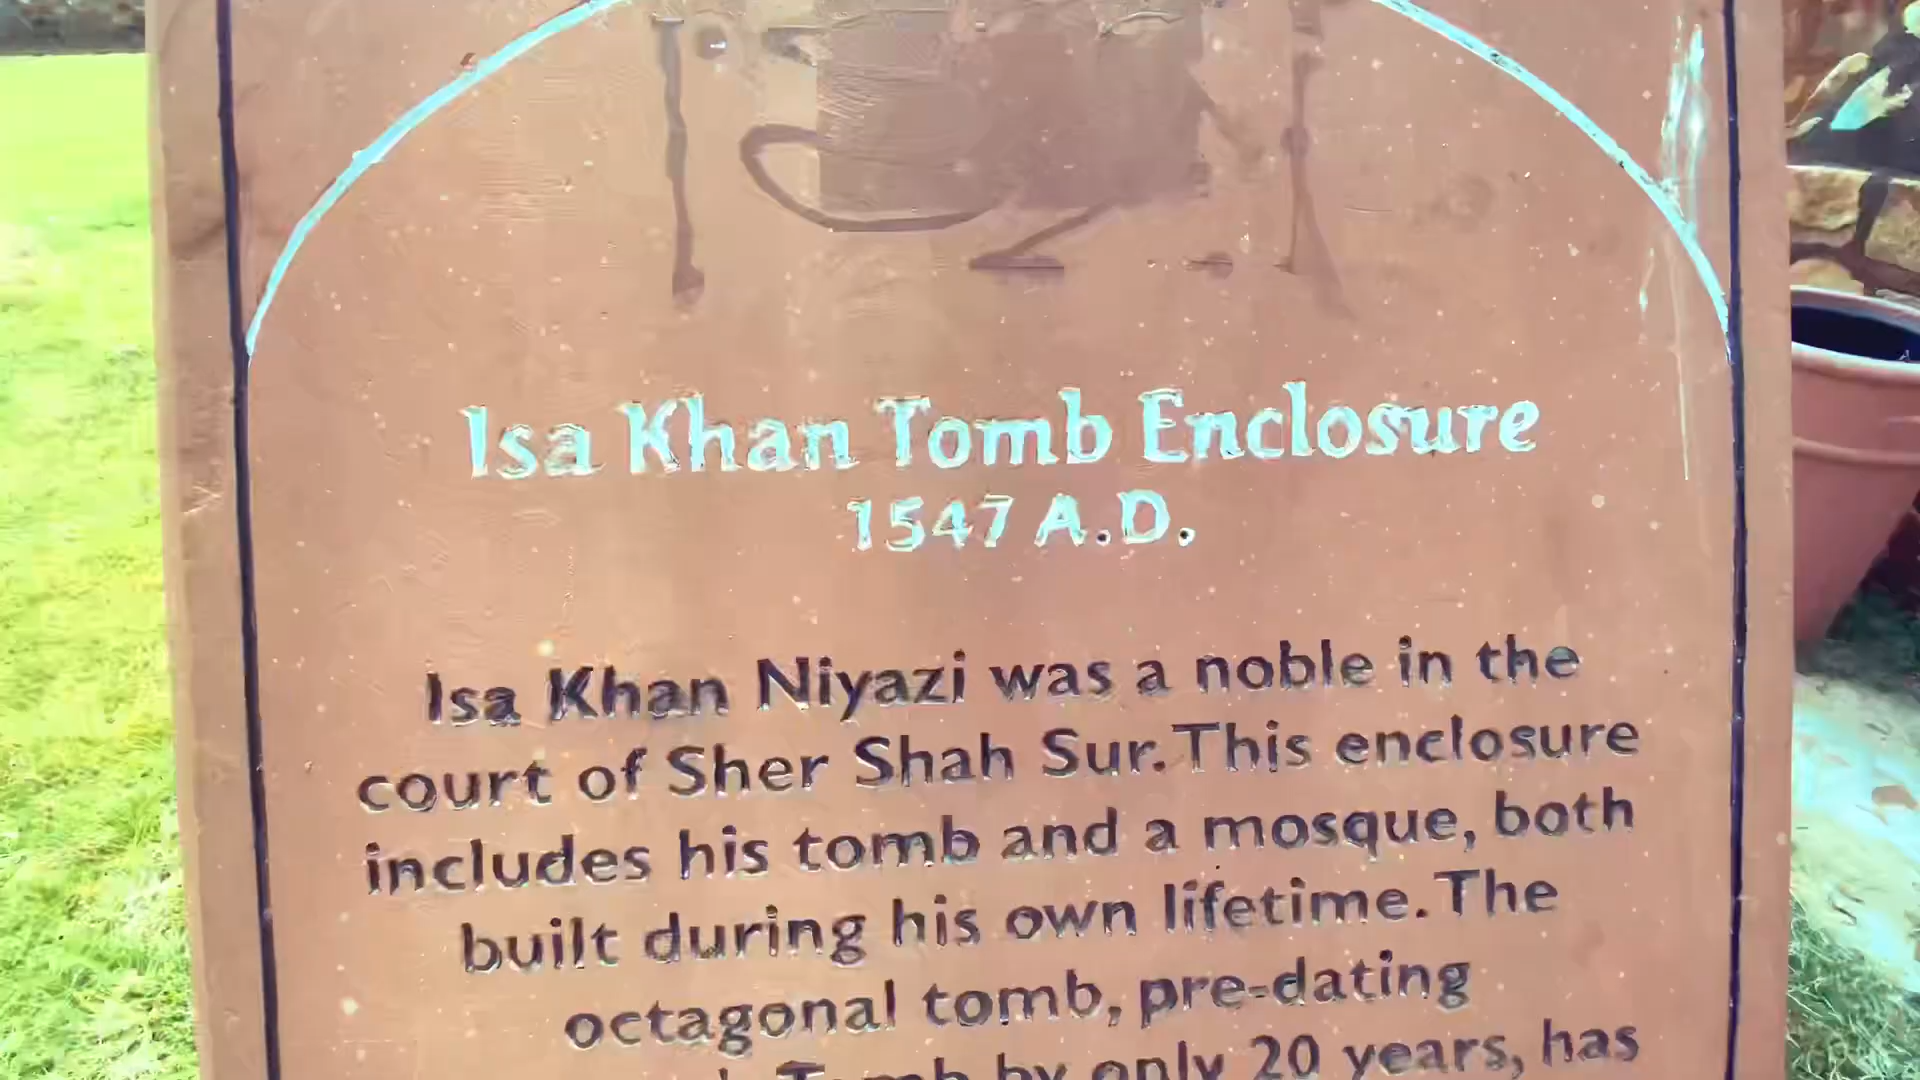 Isa Khan Tomb Enclosure
1547 A.D.
Isa Khan Niyazi was a noble in the
court of Sher Shah Sur. This enclosure
includes his tomb and a mosque, both
built during his own lifetime. The
octagonal tomb, pre-dating
Tomb by only 20 years, has